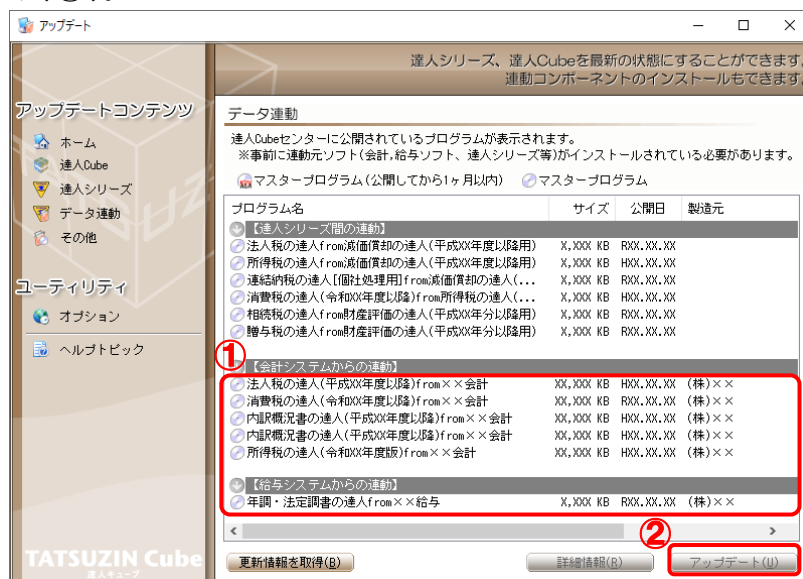 アップデート
達人シリーズ、達人Cubeを最新の状態にすることができます。
連動コンポーネントのインストールもできます。
アップデートコンテンツ
ホーム
達人Cube
達人シリーズ
データ連動
その他
ユーティリティ
オプション
ヘルプトピック
TATSUZIN Cube
達人キューブ
データ連動
達人Cubeセンターに公開されているプログラムが表示されます。
※事前に連動元ソフト(会計,給与ソフト、達人シリーズ等)がインストールされている必要があります。
マスタープログラム(公開してから1ヶ月以内) マスタープログラム
プログラム名 サイズ 公開日 製造元
【達人シリーズ間の連動】
法人税の達人from減価償却の達人(平成XX年度以降用) X,XXX KB RXX.XX.XX
所得税の達人from減価償却の達人(平成XX年分以降用) X,XXX KB RXX.XX.XX
連結納税の達人[個社処理用]from減価償却の達人(... X,XXX KB RXX.XX.XX
消費税の達人(令和XX年度以降)from所得税の達人(... X,XXX KB RXX.XX.XX
相続税の達人from財産評価の達人(平成XX年分以降用) X,XXX KB RXX.XX.XX
贈与税の達人from財産評価の達人(平成XX年分以降用) X,XXX KB RXX.XX.XX
①
【会計システムからの連動】
法人税の達人(平成XX年度以降)from××会計 XX,XXX KB HXX.XX.XX (株)××
消費税の達人(令和XX年度以降)from××会計 XX,XXX KB RXX.XX.XX (株)××
内訳概況書の達人(平成XX年度以降)from××会計 XX,XXX KB HXX.XX.XX (株)××
内訳概況書の達人(平成XX年度以降)from××会計 XX,XXX KB HXX.XX.XX (株)××
所得税の達人(令和XX年度版)from××会計 XX,XXX KB RXX.XX.XX (株)××
【給与システムからの連動】
年調・法定調書の達人from××給与 X,XXX KB RXX.XX.XX (株)××
②
更新情報を取得(B) 詳細情報(R) アップデート(U)